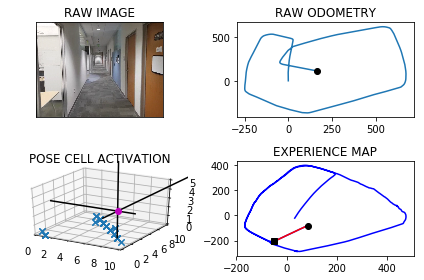 RAW IMAGE
RAW ODOMETRY
500
0
-250 0 250 500
POSE CELL ACTIVATION
0 2 4 6 8 10
0 2 4 6 8 10
0 1 2 3 4 5
EXPERIENCE MAP
400
200
0
-200
-200 0 200 400